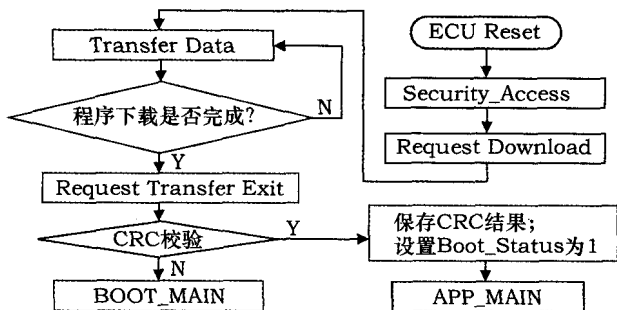 Transfer Data
程序下载是否完成?
N
Y
Request Transfer Exit
CRC校验
Y
N
BOOT_MAIN
ECU Reset
Security_Access
Request Download
保存CRC结果;
设置Boot_Status为1
APP_MAIN